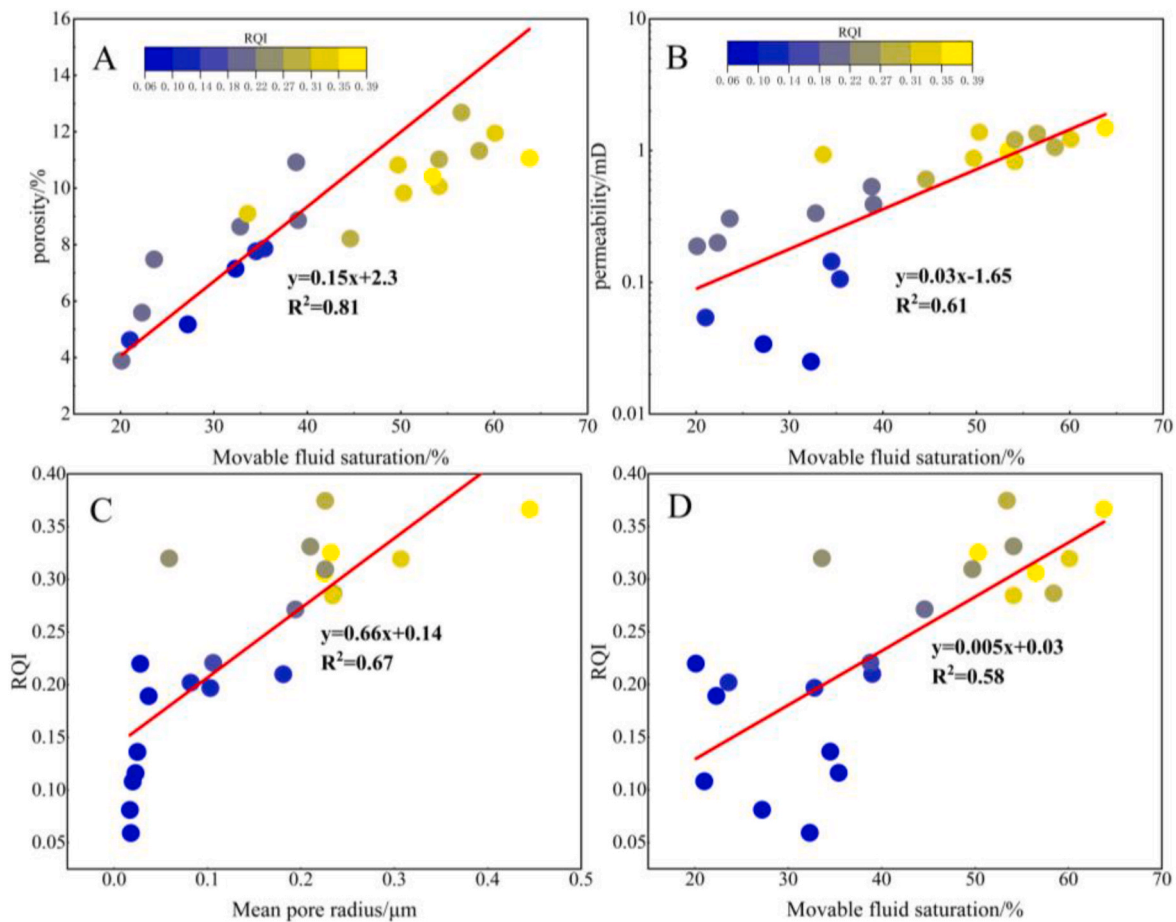 A
RQI
0.06 0.10 0.14 0.18 0.22 0.27 0.31 0.35 0.39
16
14
12
10
8
6
4
2
porosity/%
y=0.15x+2.3
R²=0.81
20 30 40 50 60 70
Movable fluid saturation/%
B
RQI
0.06 0.10 0.14 0.18 0.22 0.27 0.31 0.35 0.39
10
1
0.1
0.01
permeability/mD
y=0.03x-1.65
R²=0.61
20 30 40 50 60 70
Movable fluid saturation/%
C
0.40
0.35
0.30
0.25
0.20
0.15
0.10
0.05
RQI
y=0.66x+0.14
R²=0.67
0.0 0.1 0.2 0.3 0.4 0.5
Mean pore radius/μm
D
0.40
0.35
0.30
0.25
0.20
0.15
0.10
0.05
RQI
y=0.005x+0.03
R²=0.58
20 30 40 50 60 70
Movable fluid saturation/%